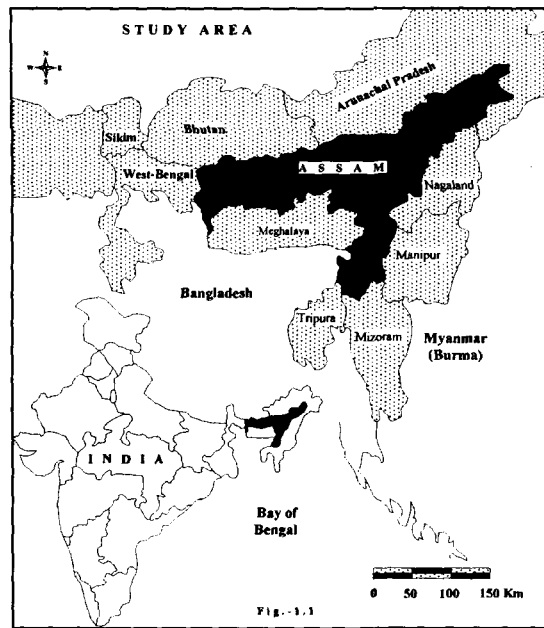 STUDY AREA
N
W E
S
Arunachal Pradesh
Sikim
Bhutan
West-Bengal
ASSAM
Nagaland
Meghalaya
Manipur
Bangladesh
Tripura
Mizoram
Myanmar
(Burma)
INDIA
Bay of
Bengal
0 50 100 150 Km
Fig.-1.1